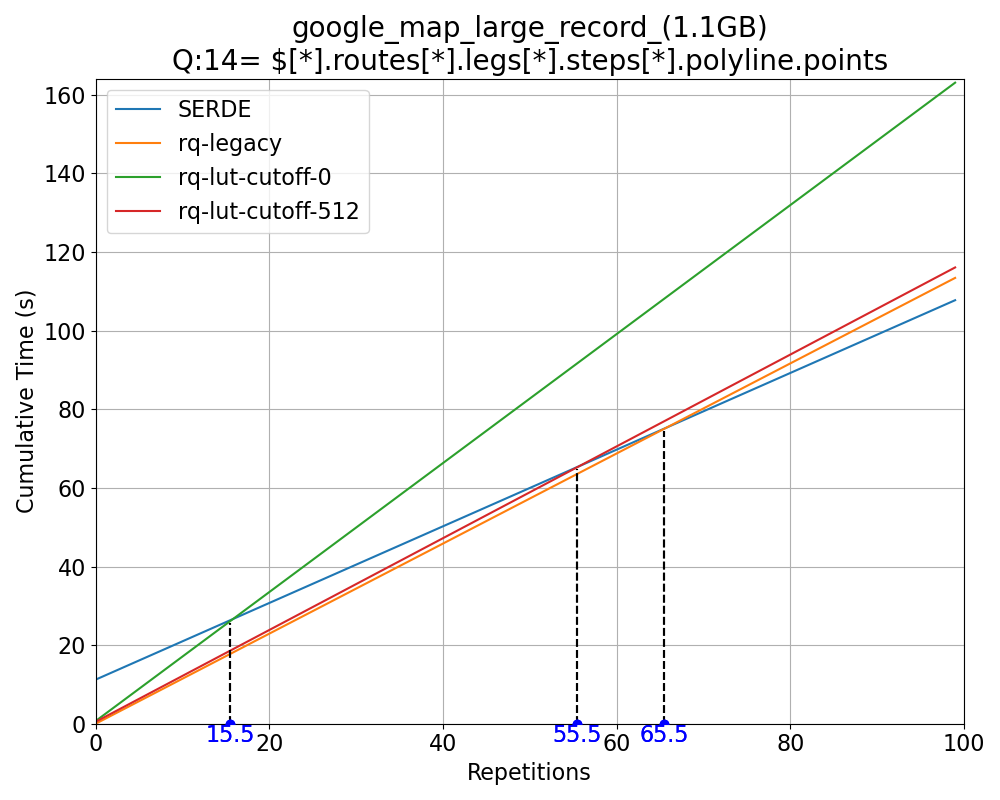 google_map_large_record_(1.1GB)
Q:14= $[*].routes[*].legs[*].steps[*].polyline.points
SERDE
rq-legacy
rq-lut-cutoff-0
rq-lut-cutoff-512
Cumulative Time (s)
160
140
120
100
80
60
40
20
0
0 20 40 60 80 100
15.5 55.5 65.5
Repetitions